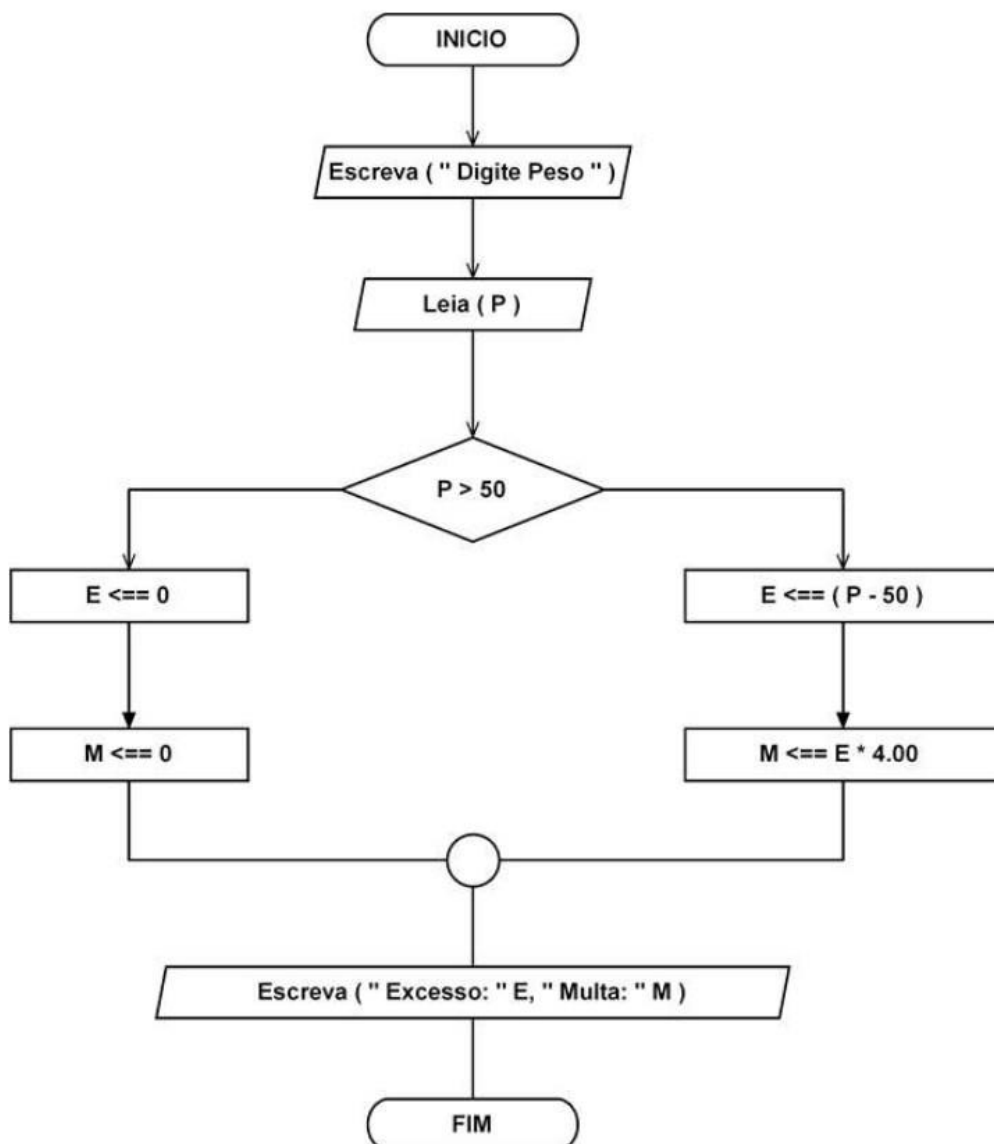 INICIO
Escreva ( " Digite Peso " )
Leia ( P )
P > 50
E <== 0
E <== ( P - 50 )
M <== 0
M <== E * 4.00
Escreva ( " Excesso: " E, " Multa: " M )
FIM